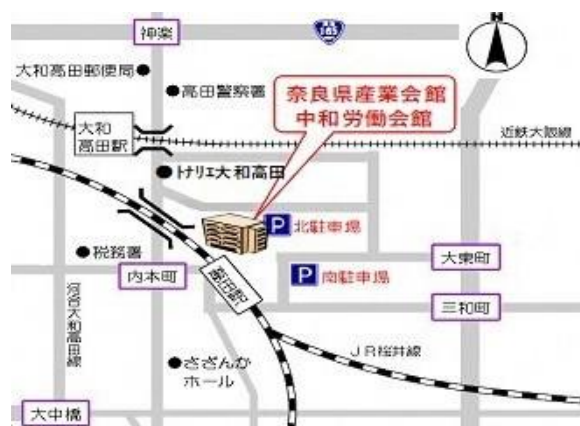 神楽
165
大和高田郵便局
高田警察署
奈良県産業会館
中和労働会館
大和
高田駅
近鉄大阪線
トナリエ大和高田
P 北駐車場
税務署
大東町
内本町
P 南駐車場
高田駅
三和町
河合大和高田線
JR桜井線
さざんか
ホール
大中橋